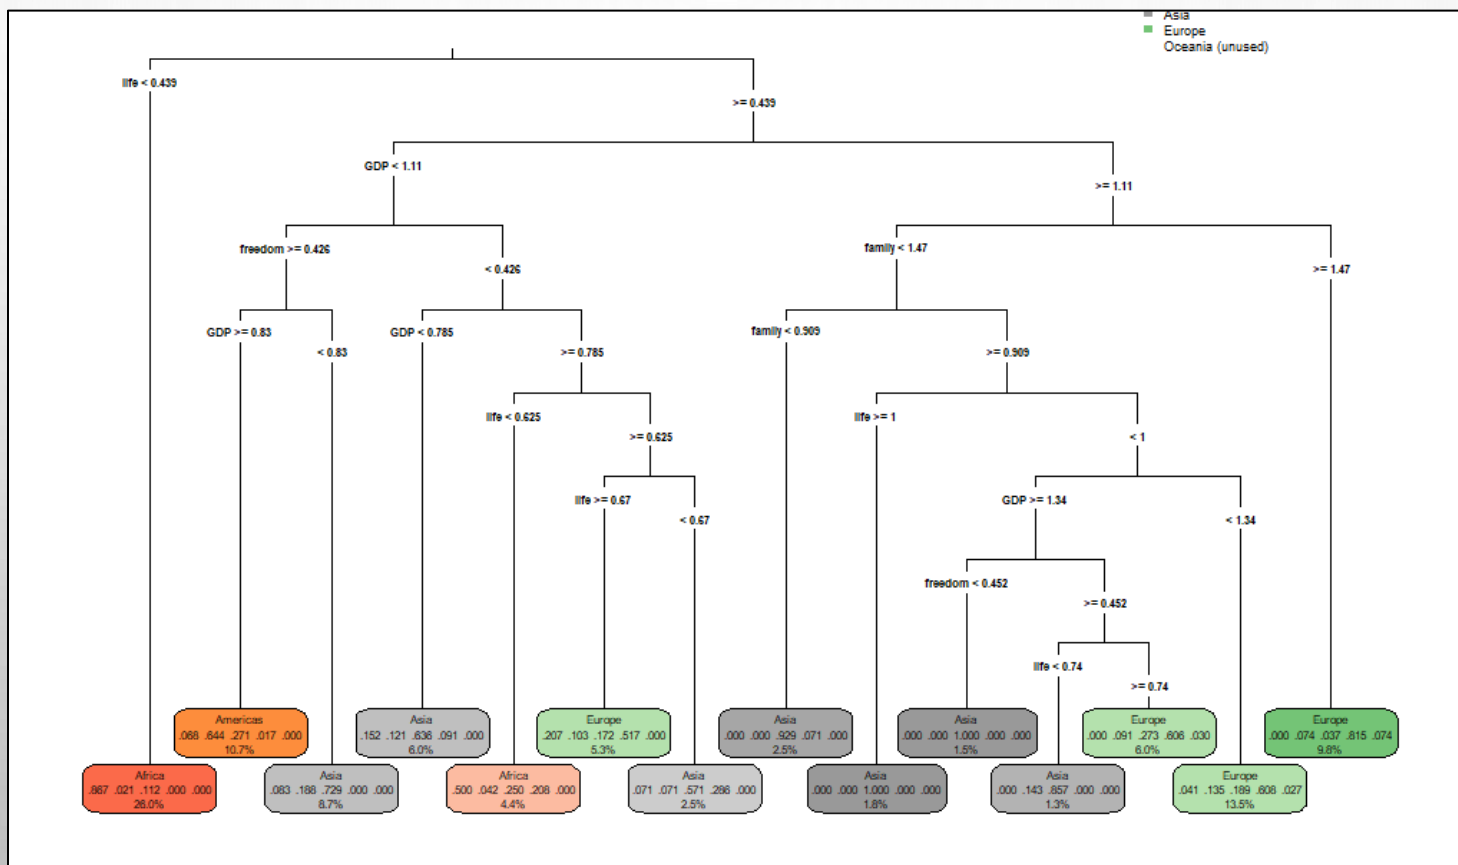 Asia
Europe
Oceania (unused)
life < 0.439
>= 0.439
GDP < 1.11
>= 1.11
freedom >= 0.426
< 0.426
family < 1.47
>= 1.47
GDP >= 0.83
< 0.83
GDP < 0.785
>= 0.785
family < 0.909
>= 0.909
life < 0.625
>= 0.625
life >= 1
< 1
life >= 0.67
< 0.67
GDP >= 1.34
< 1.34
freedom < 0.452
>= 0.452
life < 0.74
>= 0.74
Americas
.068 .644 .271 .017 .000
10.7%
Asia
.152 .121 .636 .091 .000
6.0%
Europe
.207 .103 .172 .517 .000
5.3%
Asia
.000 .000 .929 .071 .000
2.5%
Asia
.000 .000 1.000 .000 .000
1.5%
Europe
.000 .091 .273 .606 .030
6.0%
Europe
.000 .074 .037 .815 .074
9.8%
Africa
.867 .021 .112 .000 .000
26.0%
Asia
.083 .188 .729 .000 .000
8.7%
Africa
.500 .042 .250 .208 .000
4.4%
Asia
.071 .071 .571 .286 .000
2.5%
Asia
.000 .000 1.000 .000 .000
1.8%
Asia
.000 .143 .857 .000 .000
1.3%
Europe
.041 .135 .189 .608 .027
13.5%